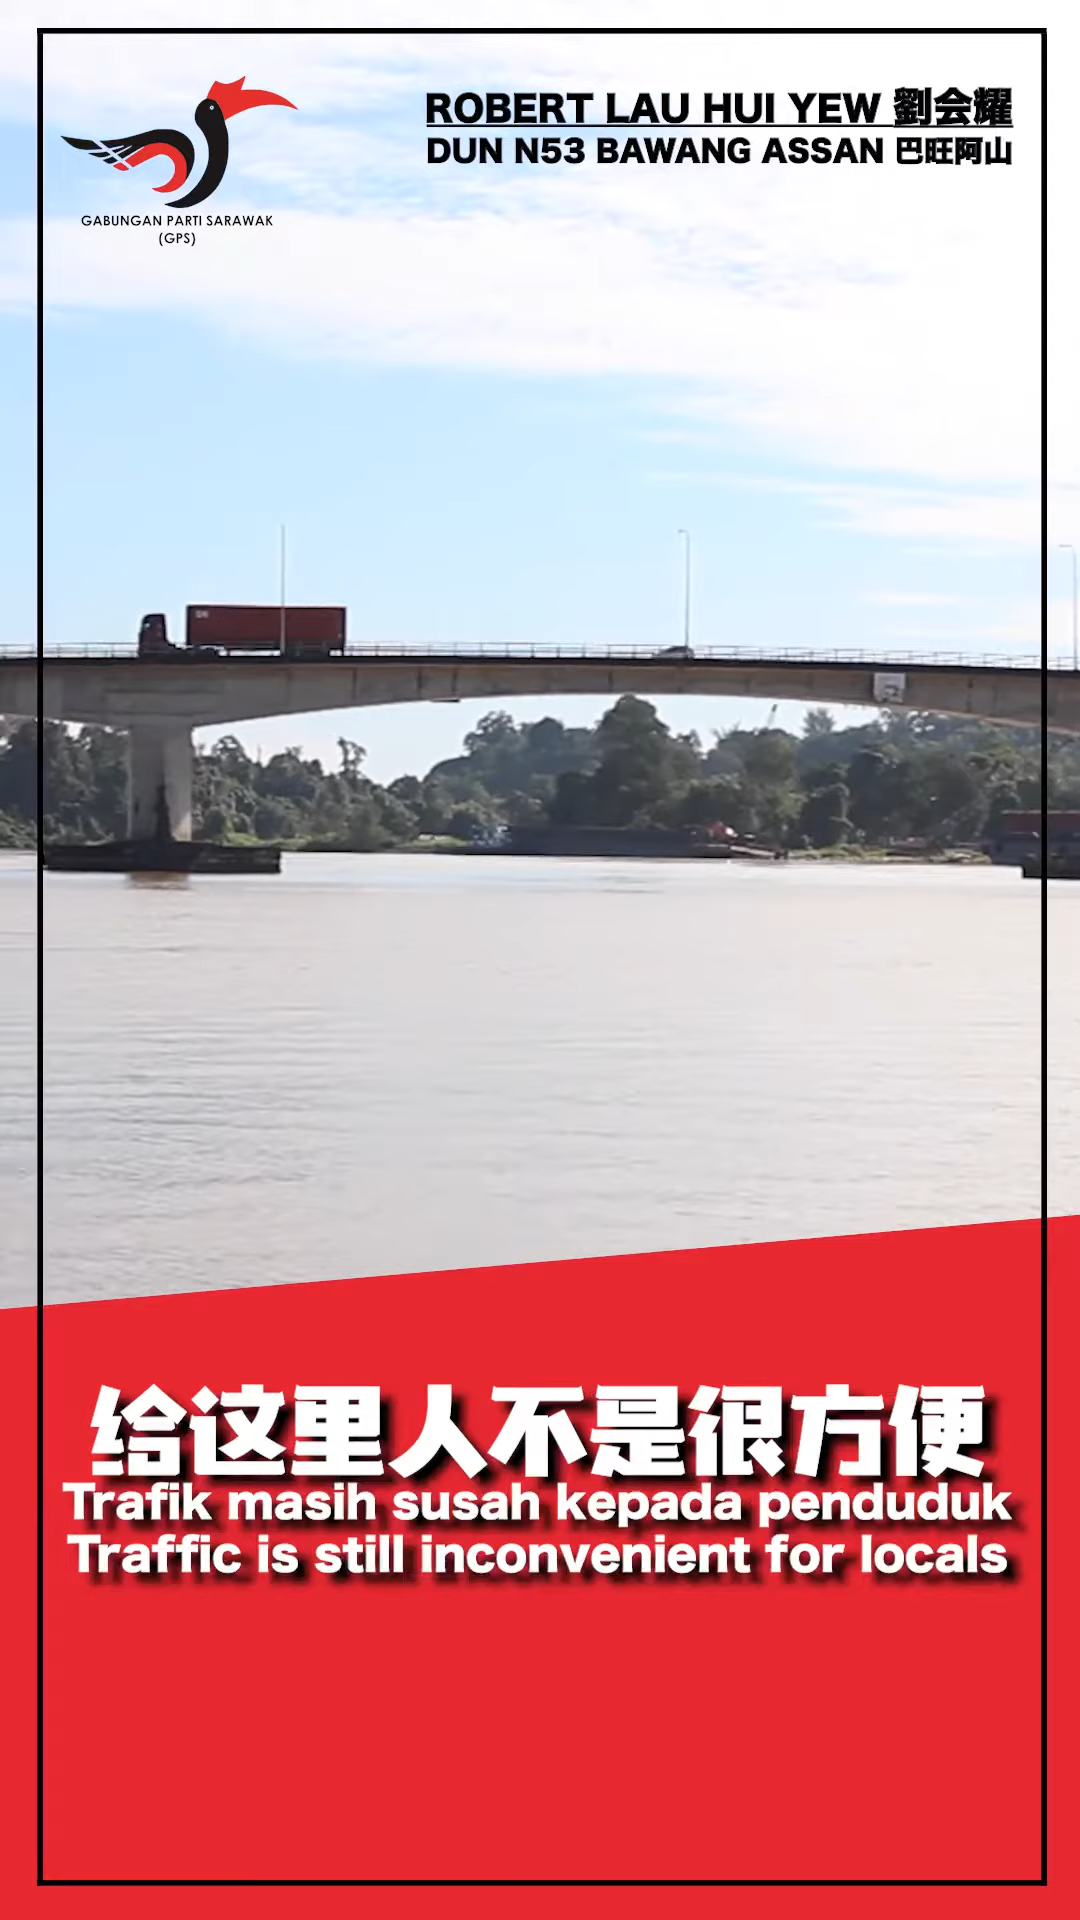 ROBERT LAU HUI YEW 劉会耀
DUN N53 BAWANG ASSAN 巴旺阿山
GABUNGAN PARTI SARAWAK
(GPS)
给这里人不是很方便
Trafik masih susah kepada penduduk
Traffic is still inconvenient for locals